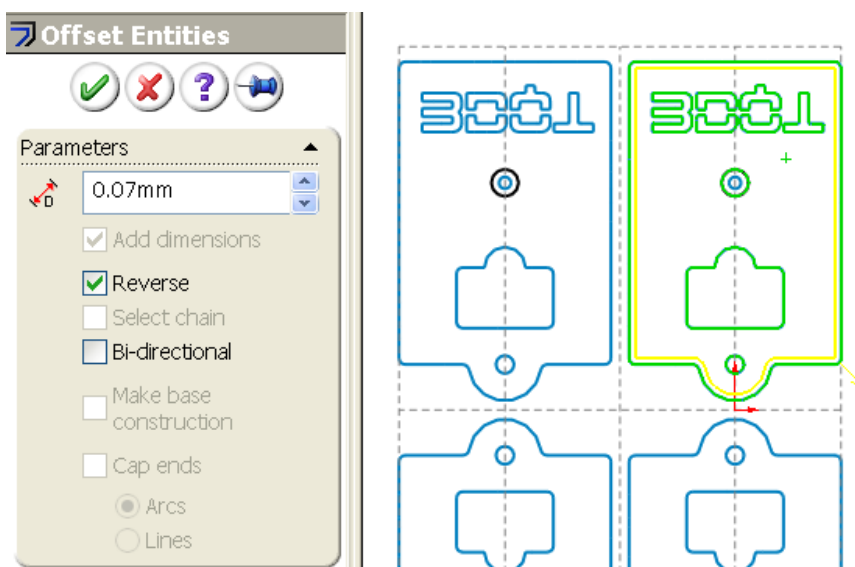 Offset Entities
?
Parameters
D 0.07mm
Add dimensions
Reverse
Select chain
Bi-directional
Make base
construction
Cap ends
Arcs
Lines